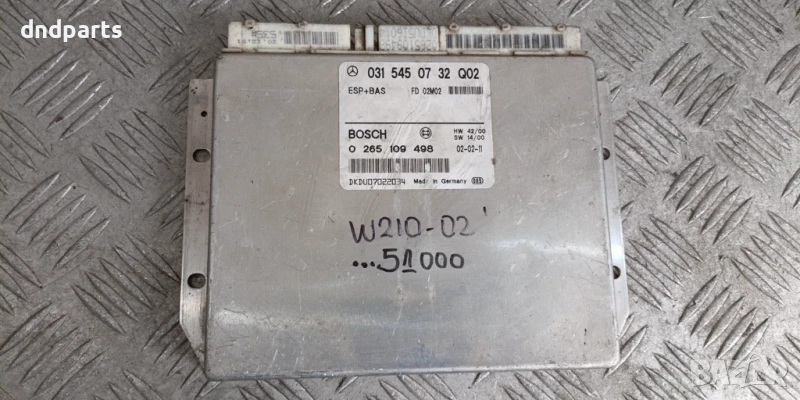 dndparts
031 545 07 32 Q02
ESP+BAS FD 02M02
BOSCH HW 42/00
SW 14/00
0 265 109 498 02-02-11
DKDU07022034 Made in Germany
W210-02'
...51000
BAZAR